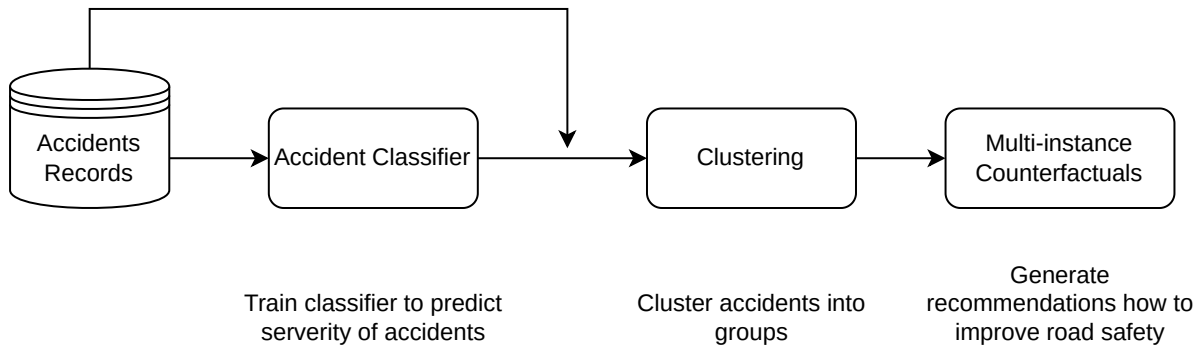 Accidents
Records
Accident Classifier
Clustering
Multi-instance
Counterfactuals
Train classifier to predict
serverity of accidents
Cluster accidents into
groups
Generate
recommendations how to
improve road safety